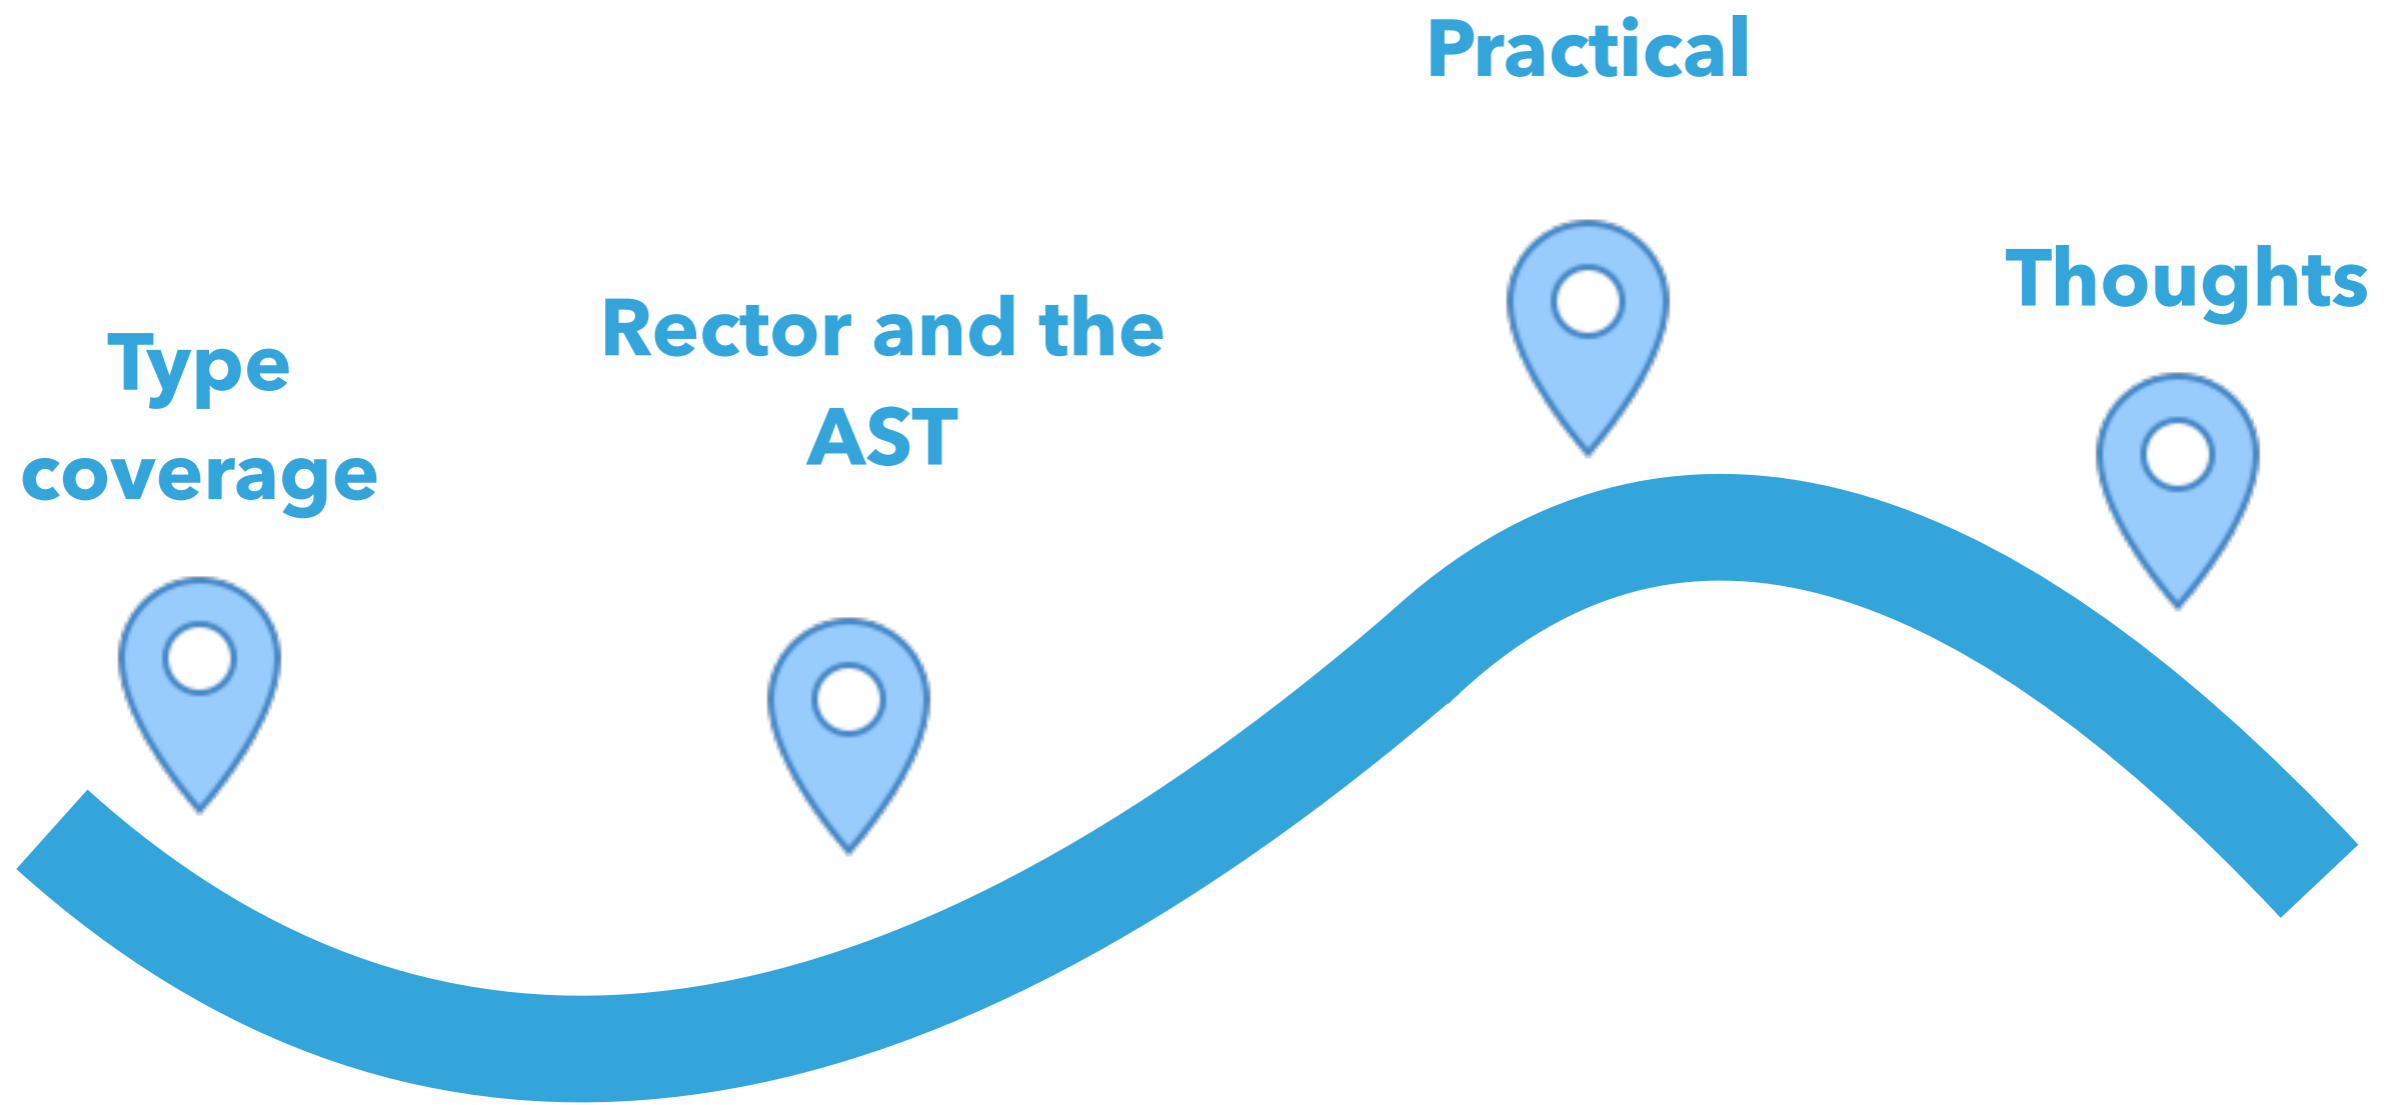 Type
coverage
Rector and the
AST
Practical
Thoughts